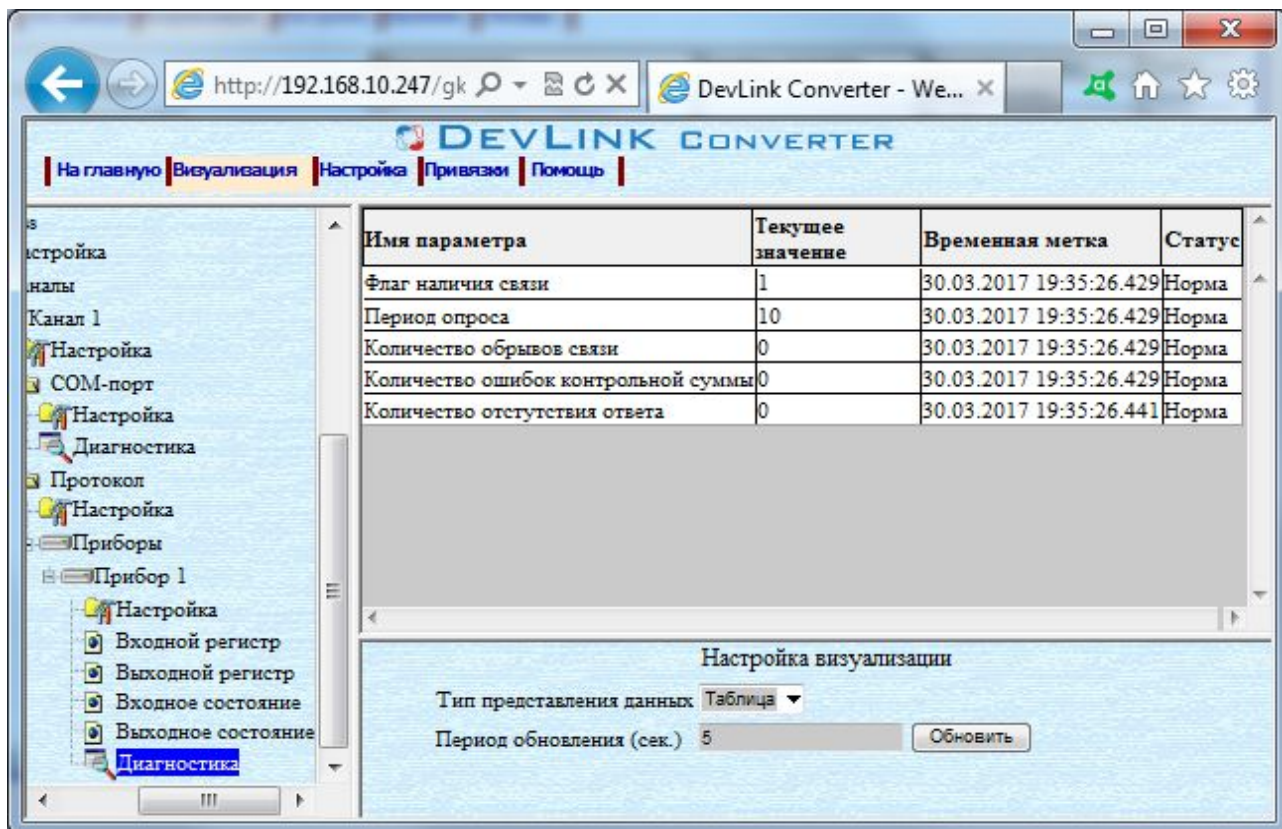 http://192.168.10.247/gk
DevLink Converter - We...
DEVLINK CONVERTER
На главную Визуализация Настройка Привязки Помощь
ss
истройка
налы
Канал 1
Настройка
COM-порт
Настройка
Диагностика
Протокол
Настройка
Приборы
Прибор 1
Настройка
Входной регистр
Выходной регистр
Входное состояние
Выходное состояние
Диагностика
Имя параметра Текущее значение Временная метка Статус
Флаг наличия связи 1 30.03.2017 19:35:26.429 Норма
Период опроса 10 30.03.2017 19:35:26.429 Норма
Количество обрывов связи 0 30.03.2017 19:35:26.429 Норма
Количество ошибок контрольной суммы 0 30.03.2017 19:35:26.429 Норма
Количество отстутствия ответа 0 30.03.2017 19:35:26.441 Норма
Настройка визуализации
Тип представления данных Таблица
Период обновления (сек.) 5 Обновить